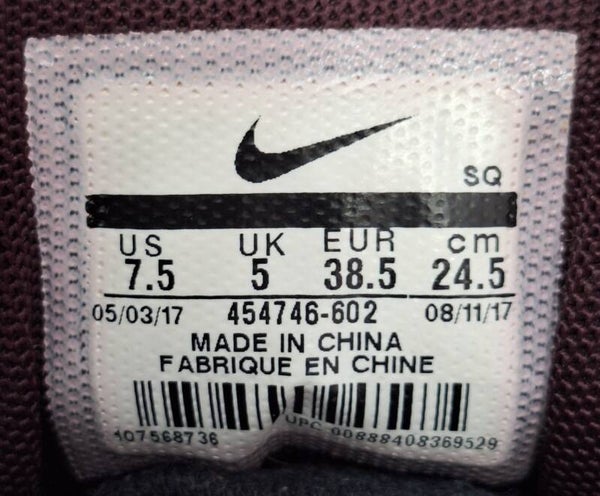 SQ
US UK EUR cm
7.5 5 38.5 24.5
05/03/17 454746-602 08/11/17
MADE IN CHINA
FABRIQUE EN CHINE
UPC 00888408369529
407568736